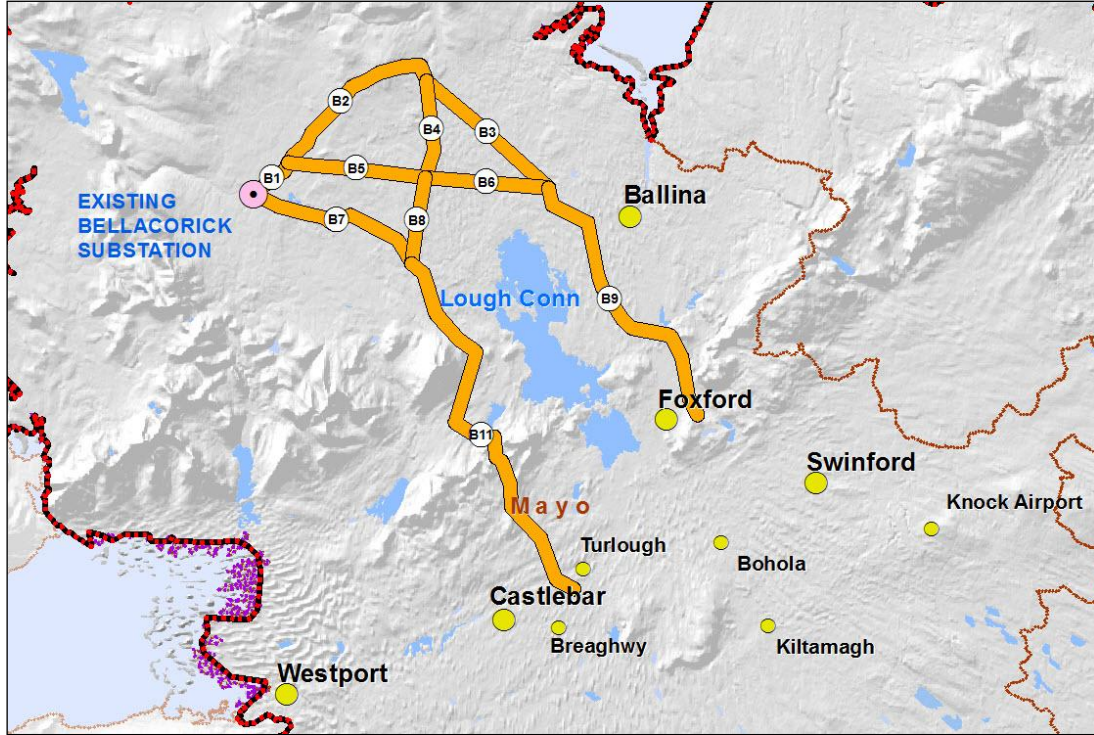 B2
B4
B3
B5
B1
B6
EXISTING
BELLACORICK
SUBSTATION
B7
B8
Ballina
Lough Conn
B9
Foxford
B11
Swinford
Mayo
Knock Airport
Turlough
Bohola
Castlebar
Breaghwy
Kiltamagh
Westport